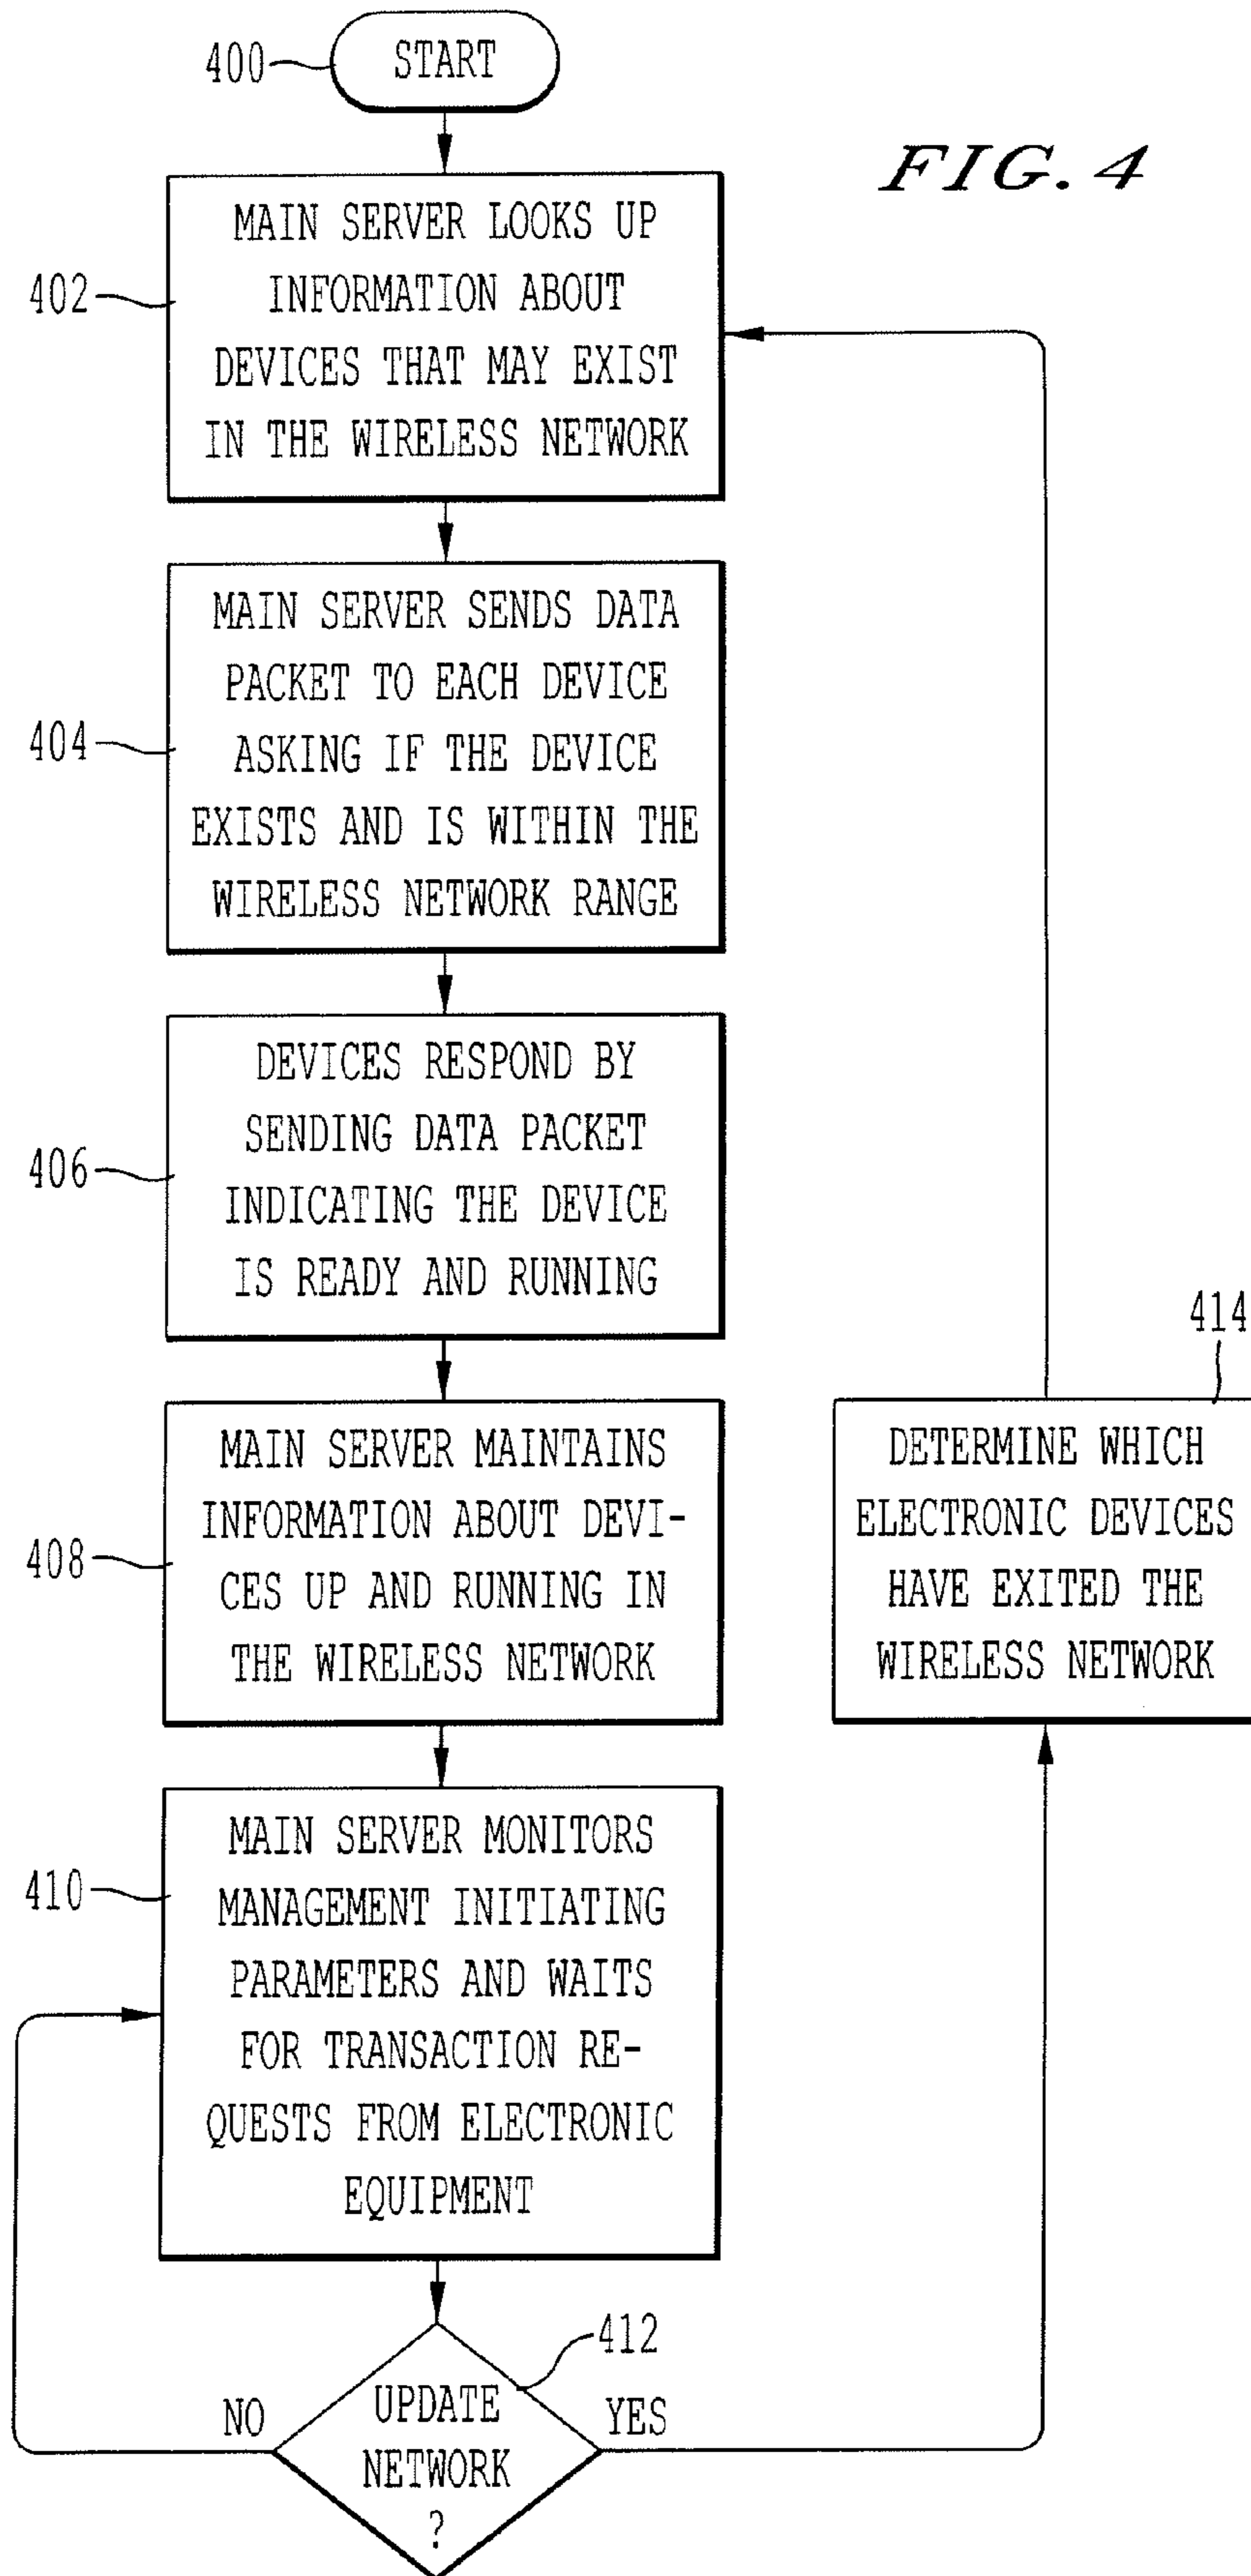 400
START
FIG. 4
402
MAIN SERVER LOOKS UP
INFORMATION ABOUT
DEVICES THAT MAY EXIST
IN THE WIRELESS NETWORK
404
MAIN SERVER SENDS DATA
PACKET TO EACH DEVICE
ASKING IF THE DEVICE
EXISTS AND IS WITHIN THE
WIRELESS NETWORK RANGE
406
DEVICES RESPOND BY
SENDING DATA PACKET
INDICATING THE DEVICE
IS READY AND RUNNING
408
MAIN SERVER MAINTAINS
INFORMATION ABOUT DEVI-
CES UP AND RUNNING IN
THE WIRELESS NETWORK
414
DETERMINE WHICH
ELECTRONIC DEVICES
HAVE EXITED THE
WIRELESS NETWORK
410
MAIN SERVER MONITORS
MANAGEMENT INITIATING
PARAMETERS AND WAITS
FOR TRANSACTION RE-
QUESTS FROM ELECTRONIC
EQUIPMENT
412
NO
UPDATE
NETWORK
?
YES